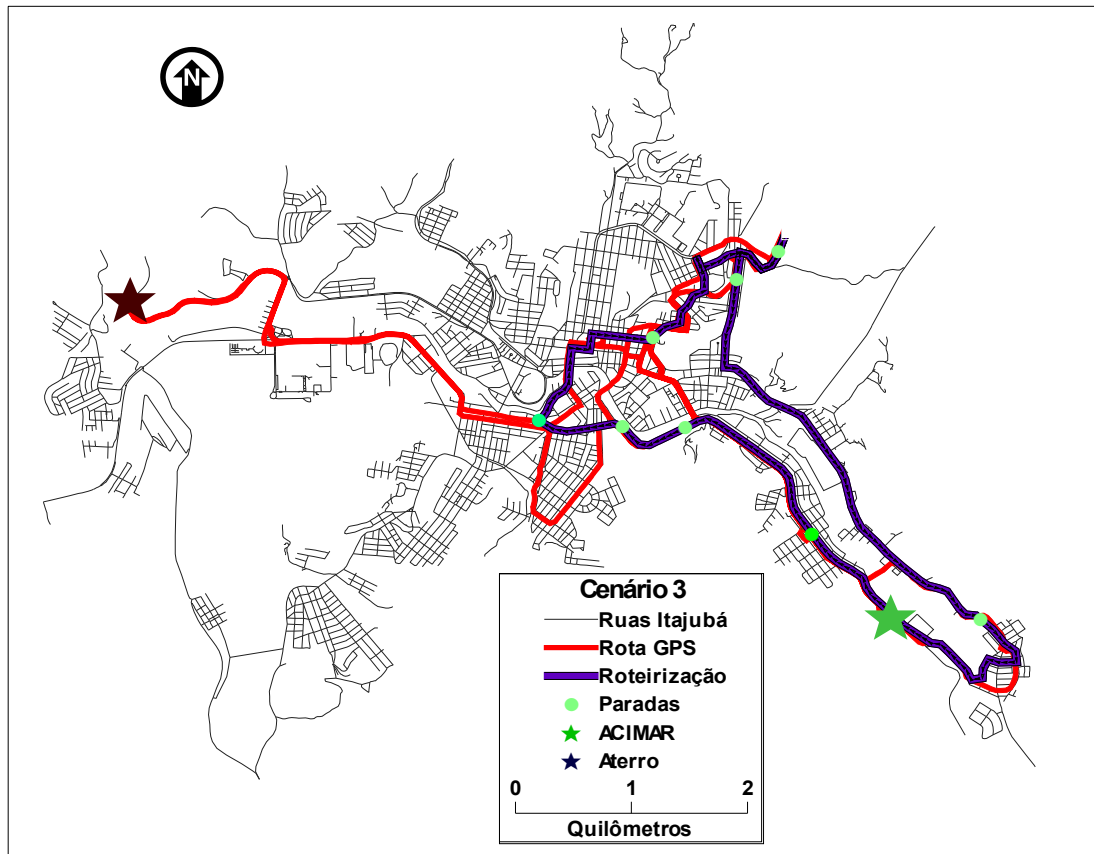 N
Cenário 3
Ruas Itajubá
Rota GPS
Roteirização
Paradas
ACIMAR
Aterro
0 1 2
Quilômetros